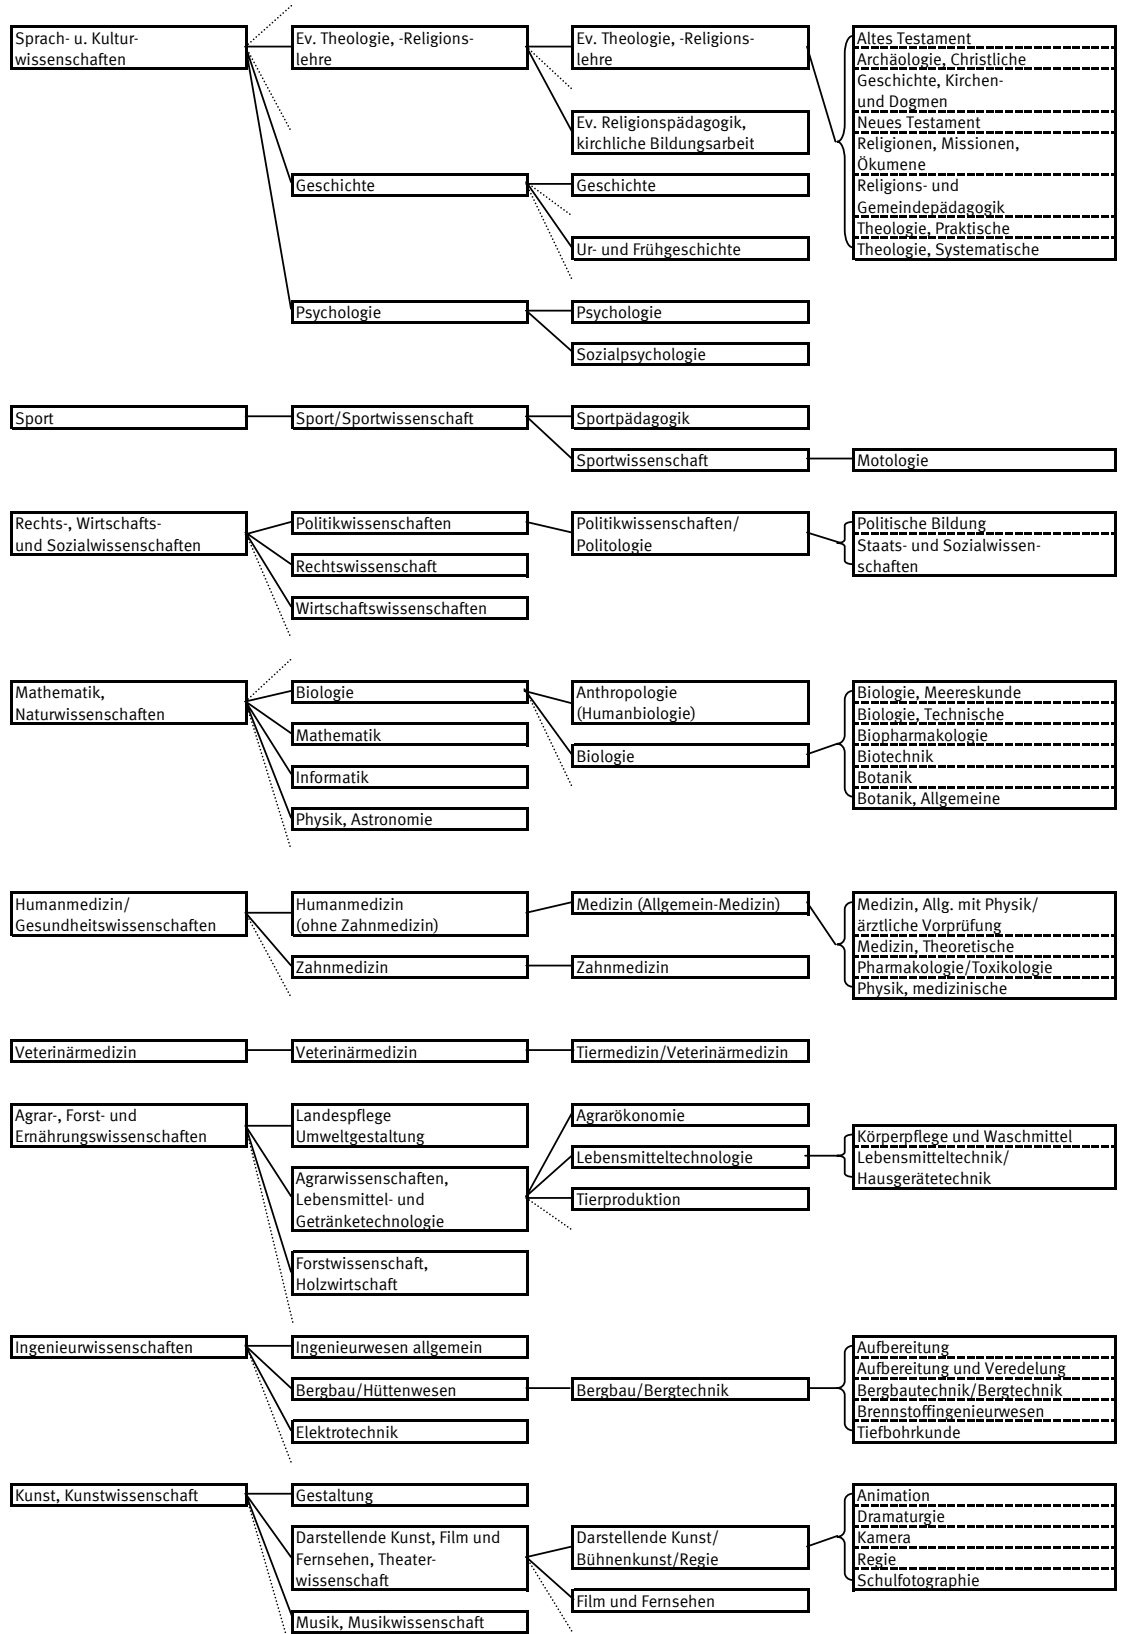 Sprach- u. Kultur-
wissenschaften
Ev. Theologie, -Religions-
lehre
Ev. Theologie, -Religions-
lehre
Ev. Religionspädagogik,
kirchliche Bildungsarbeit
Altes Testament
Archäologie, Christliche
Geschichte, Kirchen-
und Dogmen
Neues Testament
Religionen, Missionen,
Ökumene
Religions- und
Gemeindepädagogik
Theologie, Praktische
Theologie, Systematische
Geschichte
Geschichte
Ur- und Frühgeschichte
Psychologie
Psychologie
Sozialpsychologie
Sport
Sport/Sportwissenschaft
Sportpädagogik
Sportwissenschaft
Motologie
Rechts-, Wirtschafts-
und Sozialwissenschaften
Politikwissenschaften
Rechtswissenschaft
Wirtschaftswissenschaften
Politikwissenschaften/
Politologie
Politische Bildung
Staats- und Sozialwissen-
schaften
Mathematik,
Naturwissenschaften
Biologie
Mathematik
Informatik
Physik, Astronomie
Anthropologie
(Humanbiologie)
Biologie
Biologie, Meereskunde
Biologie, Technische
Biopharmakologie
Biotechnik
Botanik
Botanik, Allgemeine
Humanmedizin/
Gesundheitswissenschaften
Humanmedizin
(ohne Zahnmedizin)
Zahnmedizin
Medizin (Allgemein-Medizin)
Zahnmedizin
Medizin, Allg. mit Physik/
ärztliche Vorprüfung
Medizin, Theoretische
Pharmakologie/Toxikologie
Physik, medizinische
Veterinärmedizin
Veterinärmedizin
Tiermedizin/Veterinärmedizin
Agrar-, Forst- und
Ernährungswissenschaften
Landespflege
Umweltgestaltung
Agrarwissenschaften,
Lebensmittel- und
Getränketechnologie
Forstwissenschaft,
Holzwirtschaft
Agrarökonomie
Lebensmitteltechnologie
Tierproduktion
Körperpflege und Waschmittel
Lebensmitteltechnik/
Hausgerätetechnik
Ingenieurwissenschaften
Ingenieurwesen allgemein
Bergbau/Hüttenwesen
Elektrotechnik
Bergbau/Bergtechnik
Aufbereitung
Aufbereitung und Veredelung
Bergbautechnik/Bergtechnik
Brennstoffingenieurwesen
Tiefbohrkunde
Kunst, Kunstwissenschaft
Gestaltung
Darstellende Kunst, Film und
Fernsehen, Theater-
wissenschaft
Musik, Musikwissenschaft
Darstellende Kunst/
Bühnenkunst/Regie
Film und Fernsehen
Animation
Dramaturgie
Kamera
Regie
Schulfotographie